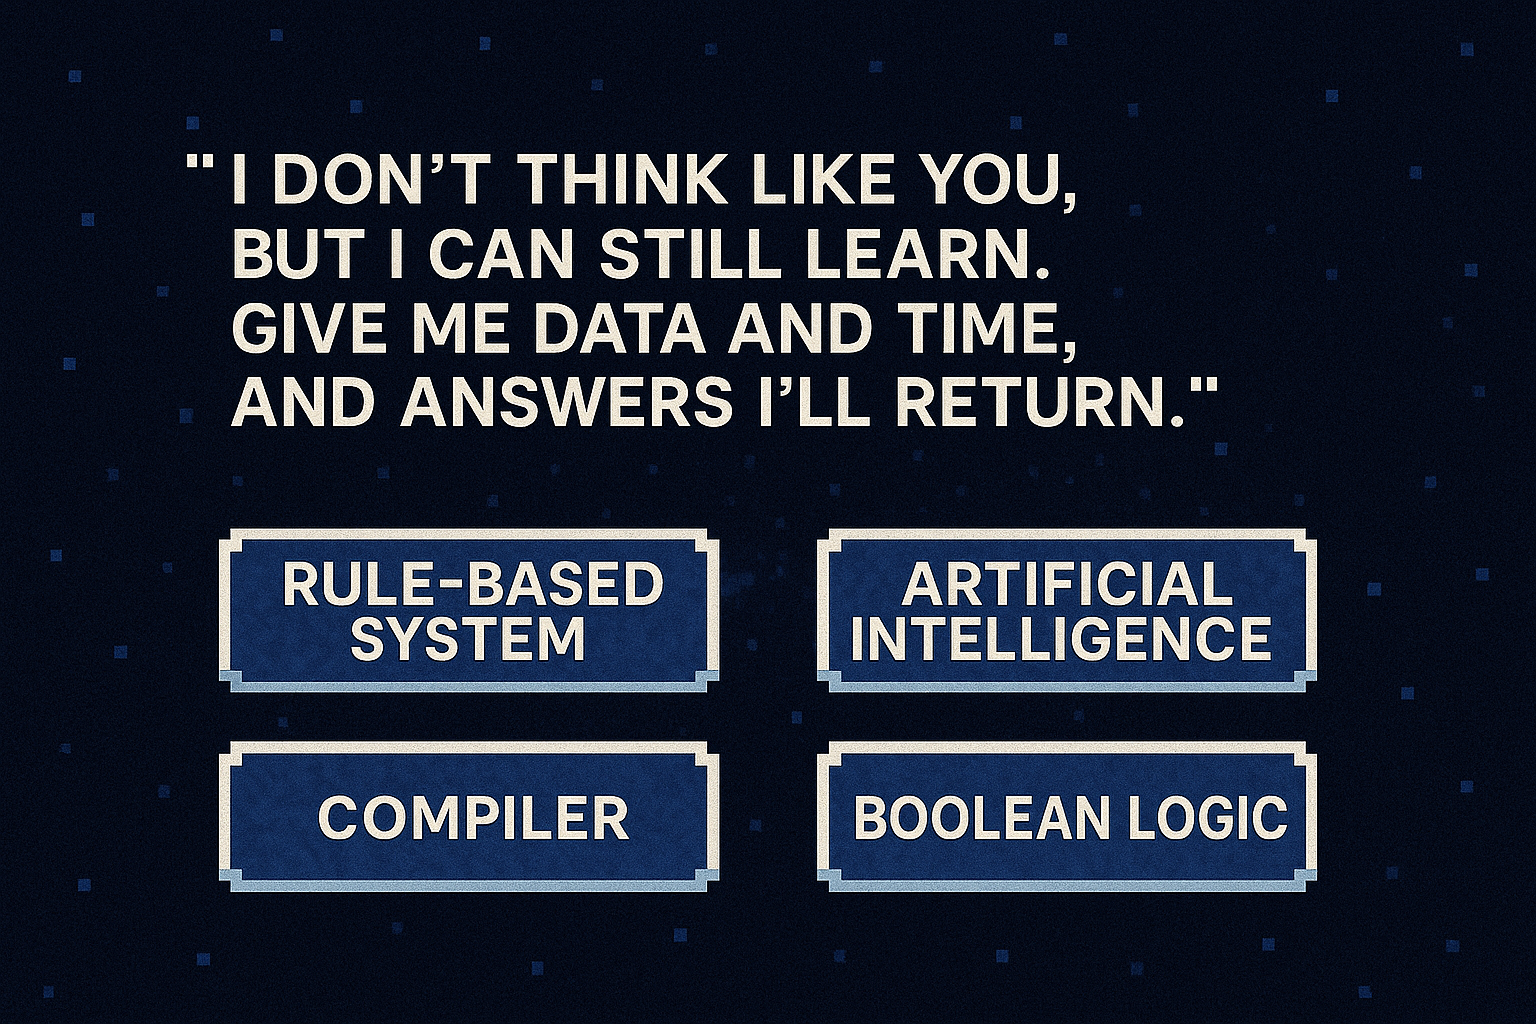 "I DON'T THINK LIKE YOU,
BUT I CAN STILL LEARN.
GIVE ME DATA AND TIME,
AND ANSWERS I'LL RETURN."
RULE-BASED
SYSTEM
ARTIFICIAL
INTELLIGENCE
COMPILER
BOOLEAN LOGIC